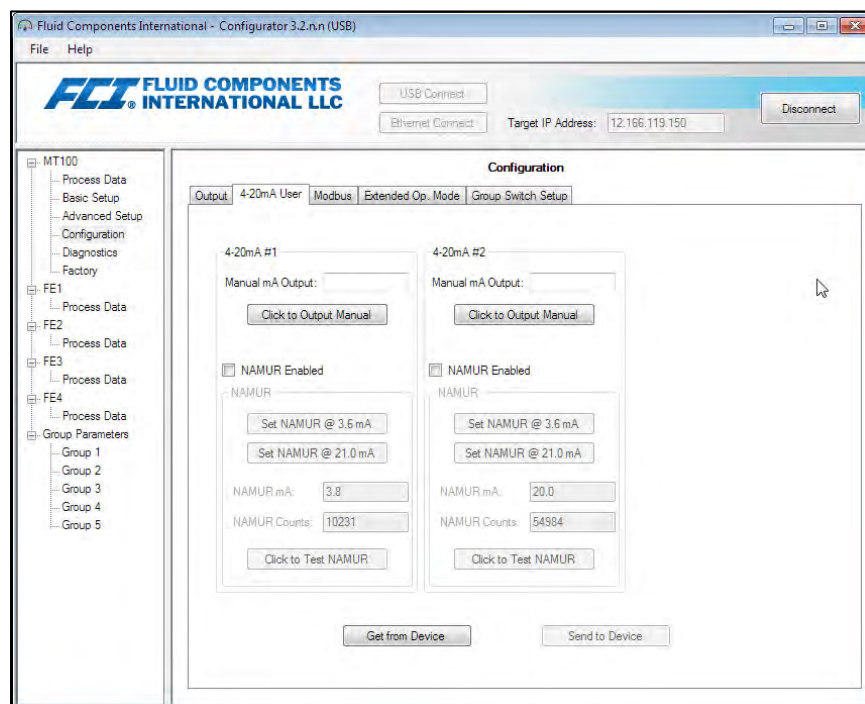 Fluid Components International - Configurator 3.2.n.n (USB)
File Help
FCI ® FLUID COMPONENTS INTERNATIONAL LLC
USB Connect
Ethernet Connect
Target IP Address: 12.166.119.150
Disconnect
MT100
Process Data
Basic Setup
Advanced Setup
Configuration
Diagnostics
Factory
FE1
Process Data
FE2
Process Data
FE3
Process Data
FE4
Process Data
Group Parameters
Group 1
Group 2
Group 3
Group 4
Group 5
Configuration
Output 4-20mA User Modbus Extended Op. Mode Group Switch Setup
4-20mA #1
Manual mA Output:
Click to Output Manual
NAMUR Enabled
NAMUR
Set NAMUR @ 3.6 mA
Set NAMUR @ 21.0 mA
NAMUR mA: 3.8
NAMUR Counts: 10231
Click to Test NAMUR
4-20mA #2
Manual mA Output:
Click to Output Manual
NAMUR Enabled
NAMUR
Set NAMUR @ 3.6 mA
Set NAMUR @ 21.0 mA
NAMUR mA: 20.0
NAMUR Counts: 54984
Click to Test NAMUR
Get from Device
Send to Device